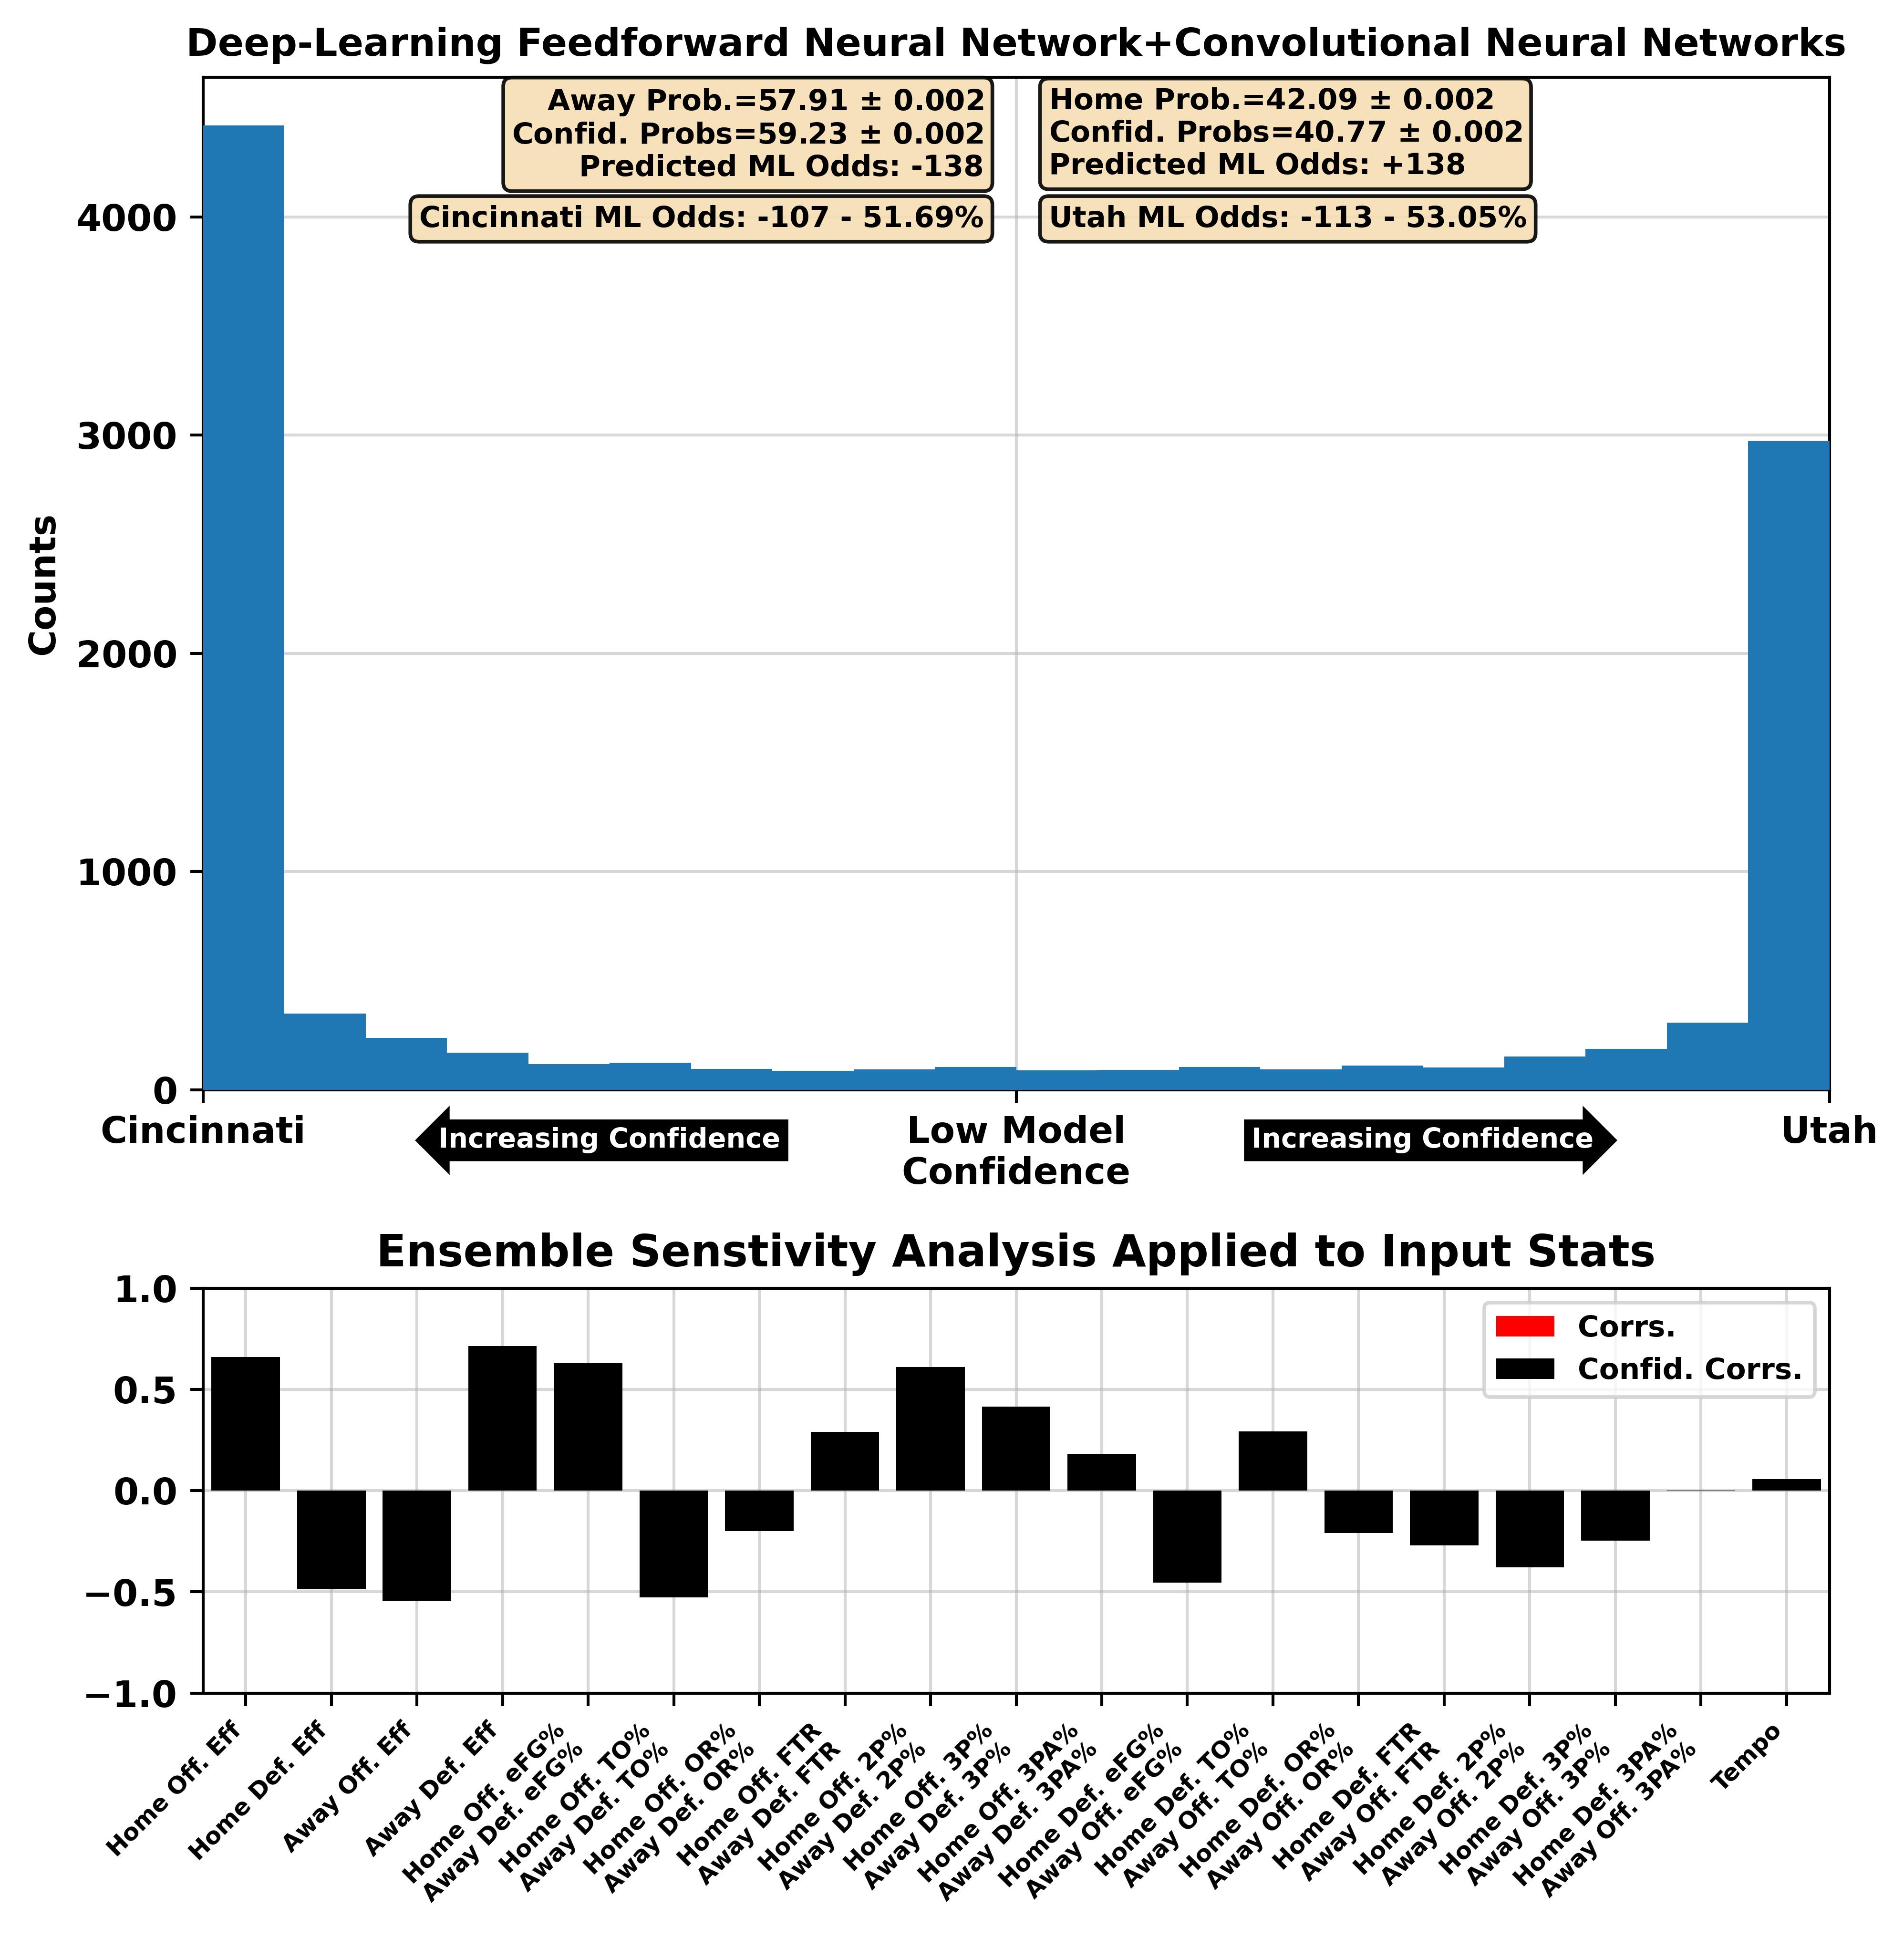 Deep-Learning Feedforward Neural Network+Convolutional Neural Networks
Away Prob.=57.91 ± 0.002
Confid. Probs=59.23 ± 0.002
Predicted ML Odds: -138
Home Prob.=42.09 ± 0.002
Confid. Probs=40.77 ± 0.002
Predicted ML Odds: +138
Cincinnati ML Odds: -107 - 51.69%
Utah ML Odds: -113 - 53.05%
Counts
4000
3000
2000
1000
0
Cincinnati
Increasing Confidence
Low Model
Confidence
Increasing Confidence
Utah
Ensemble Senstivity Analysis Applied to Input Stats
1.0
0.5
0.0
−0.5
−1.0
Corrs.
Confid. Corrs.
Home Off. Eff
Home Def. Eff
Away Off. Eff
Away Def. Eff
Home Off. eFG%
Away Def. eFG%
Home Off. TO%
Away Def. TO%
Home Off. OR%
Away Def. OR%
Home Off. FTR
Away Def. FTR
Home Off. 2P%
Away Def. 2P%
Home Off. 3P%
Away Def. 3P%
Home Off. 3PA%
Away Def. 3PA%
Home Def. eFG%
Away Off. eFG%
Home Def. TO%
Away Off. TO%
Home Def. OR%
Away Off. OR%
Home Def. FTR
Away Off. FTR
Home Def. 2P%
Away Off. 2P%
Home Def. 3P%
Away Off. 3P%
Home Def. 3PA%
Away Off. 3PA%
Tempo